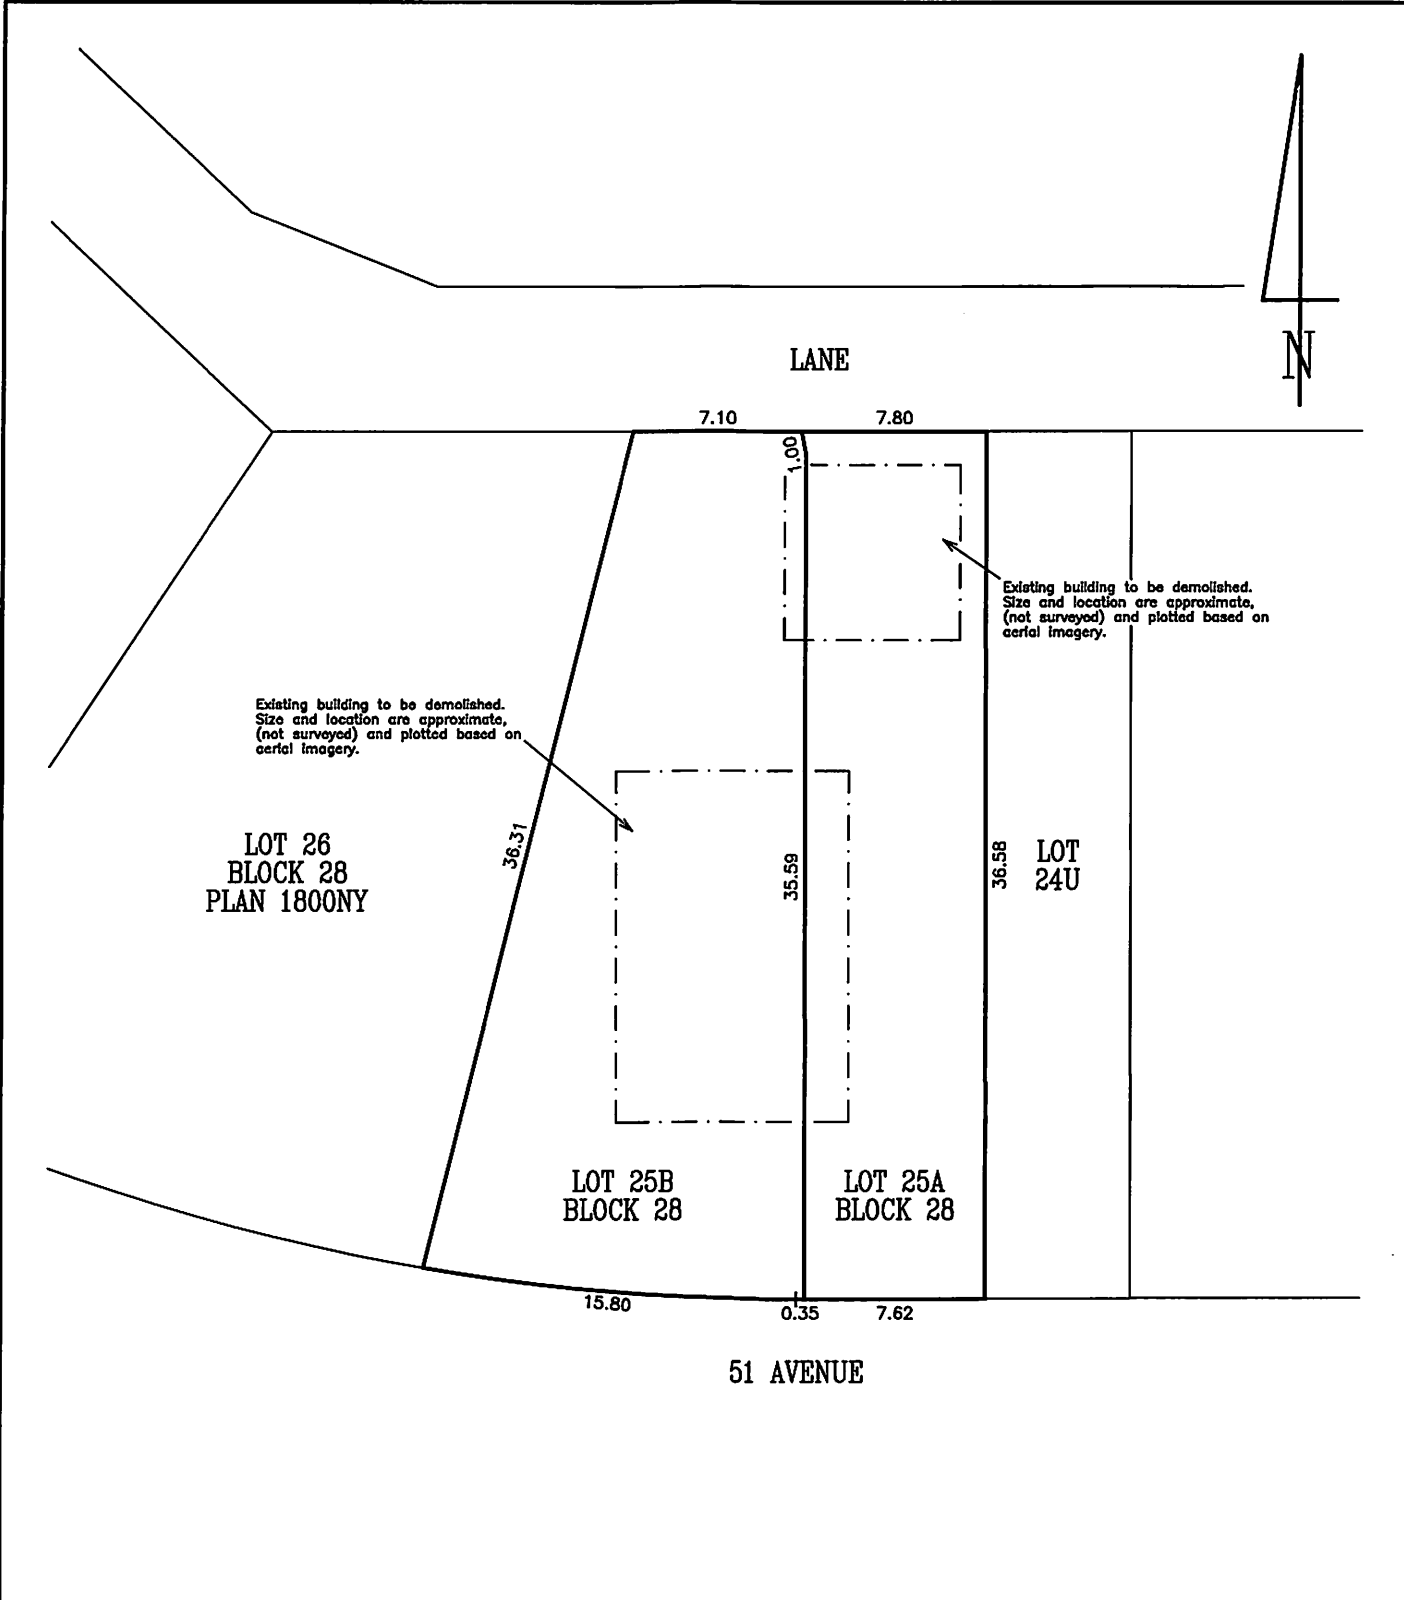 LANE
N
7.10
7.80
1.00
Existing building to be demolished.
Size and location are approximate,
(not surveyed) and plotted based on
aerial imagery.
Existing building to be demolished.
Size and location are approximate,
(not surveyed) and plotted based on
aerial imagery.
LOT 26
BLOCK 28
PLAN 1800NY
36.31
35.59
36.58
LOT
24U
LOT 25B
BLOCK 28
LOT 25A
BLOCK 28
15.80
0.35
7.62
51 AVENUE